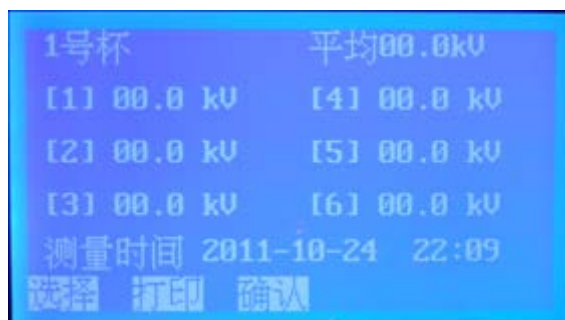 1号杯 平均00.0kV
[1] 00.0 kV [4] 00.0 kV
[2] 00.0 kV [5] 00.0 kV
[3] 00.0 kV [6] 00.0 kV
测量时间 2011-10-24 22:09
选择 打印 确认